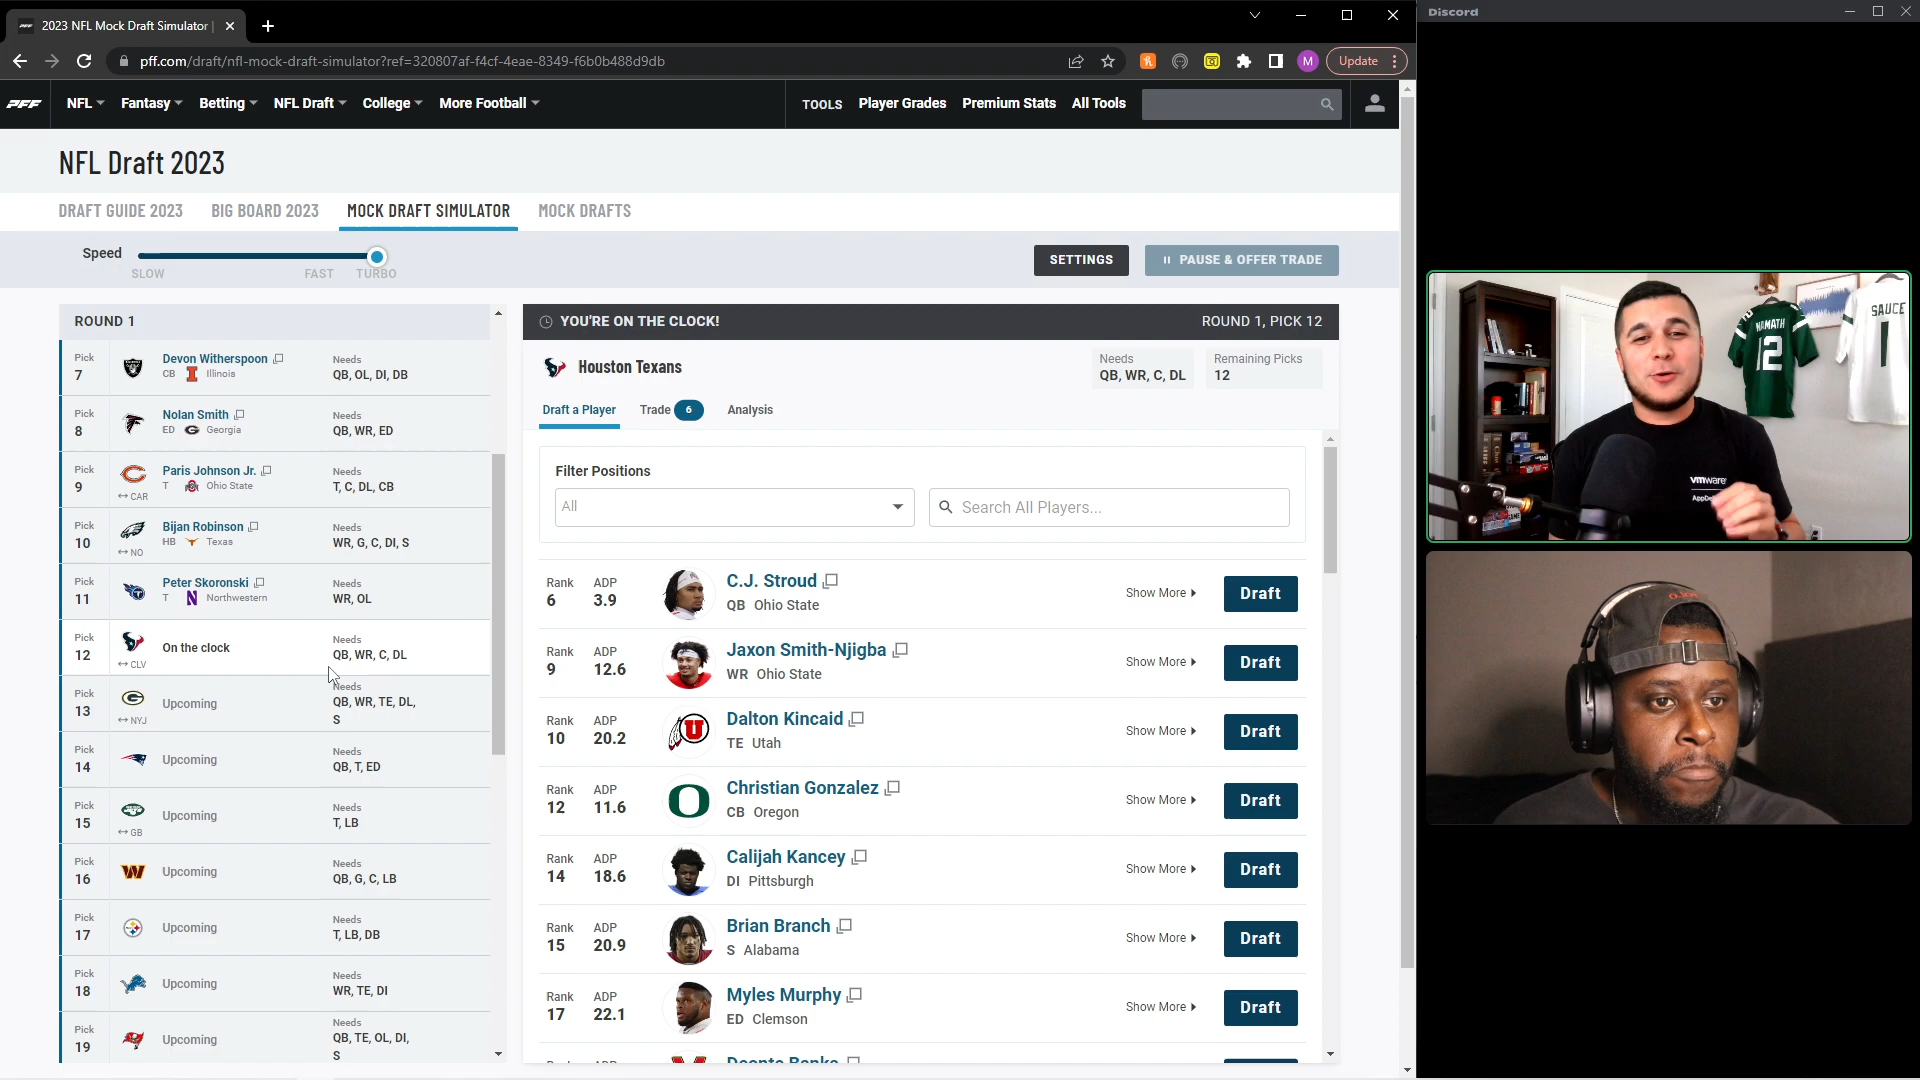 2023 NFL Mock Draft Simulator |
Discord
pff.com/draft/nfl-mock-draft-simulator?ref=320807af-f4cf-4eae-8349-f6b0b488d9db
M
Update
PFF
NFL
Fantasy
Betting
NFL Draft
College
More Football
TOOLS
Player Grades
Premium Stats
All Tools
NFL Draft 2023
DRAFT GUIDE 2023
BIG BOARD 2023
MOCK DRAFT SIMULATOR
MOCK DRAFTS
Speed
SLOW
FAST
TURBO
SETTINGS
PAUSE & OFFER TRADE
ROUND 1
Pick
7
Devon Witherspoon
CB Illinois
Needs
QB, OL, DI, DB
Pick
8
Nolan Smith
ED Georgia
Needs
QB, WR, ED
Pick
9
CAR
Paris Johnson Jr.
T Ohio State
Needs
T, C, DL, CB
Pick
10
NO
Bijan Robinson
HB Texas
Needs
WR, G, C, DI, S
Pick
11
Peter Skoronski
T Northwestern
Needs
WR, OL
Pick
12
CLV
On the clock
Needs
QB, WR, C, DL
Pick
13
NYJ
Upcoming
Needs
QB, WR, TE, DL,
S
Pick
14
Upcoming
Needs
QB, T, ED
Pick
15
GB
Upcoming
Needs
T, LB
Pick
16
Upcoming
Needs
QB, G, C, LB
Pick
17
Upcoming
Needs
T, LB, DB
Pick
18
Upcoming
Needs
WR, TE, DI
Pick
19
Upcoming
Needs
QB, TE, OL, DI,
S
YOU'RE ON THE CLOCK!
ROUND 1, PICK 12
Houston Texans
Needs
QB, WR, C, DL
Remaining Picks
12
Draft a Player
Trade 6
Analysis
Filter Positions
All
Search All Players...
Rank
6
ADP
3.9
C.J. Stroud
QB Ohio State
Show More
Draft
Rank
9
ADP
12.6
Jaxon Smith-Njigba
WR Ohio State
Show More
Draft
Rank
10
ADP
20.2
Dalton Kincaid
TE Utah
Show More
Draft
Rank
12
ADP
11.6
Christian Gonzalez
CB Oregon
Show More
Draft
Rank
14
ADP
18.6
Calijah Kancey
DI Pittsburgh
Show More
Draft
Rank
15
ADP
20.9
Brian Branch
S Alabama
Show More
Draft
Rank
17
ADP
22.1
Myles Murphy
ED Clemson
Show More
Draft
NAMATH
12
SAUCE
1
vmware